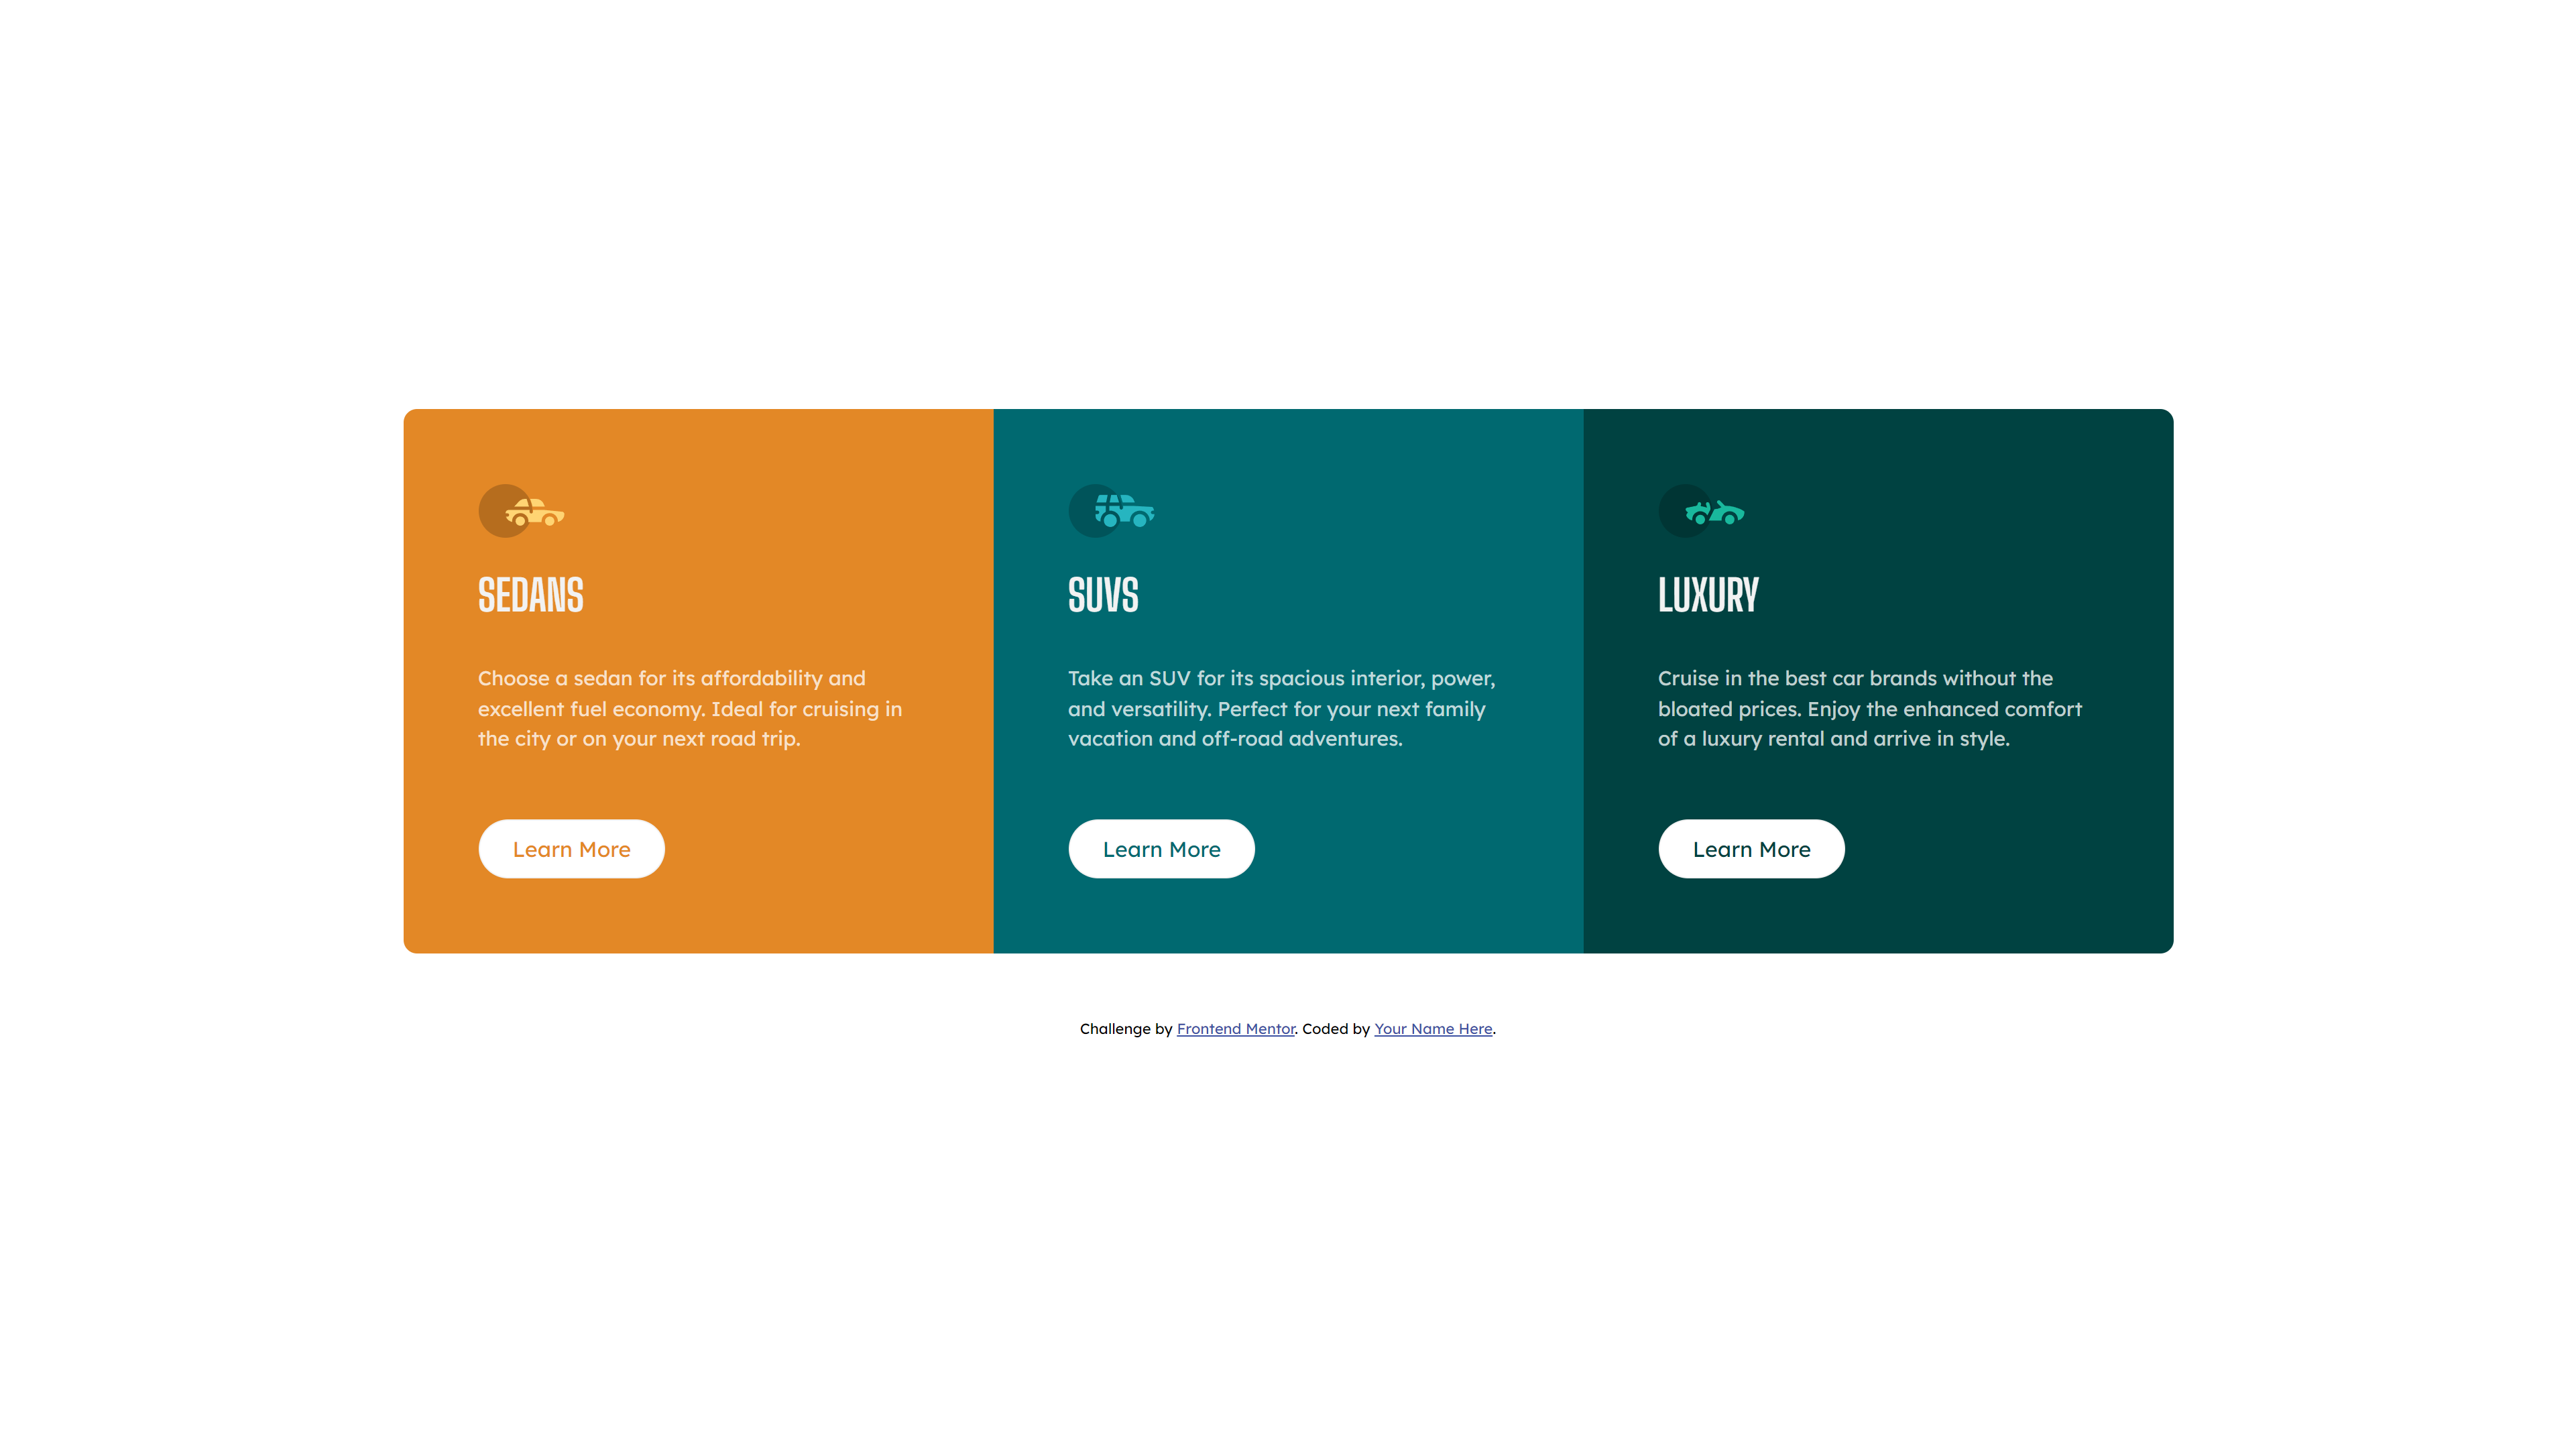 SEDANS
Choose a sedan for its affordability and
excellent fuel economy. Ideal for cruising in
the city or on your next road trip.
Learn More
SUVS
Take an SUV for its spacious interior, power,
and versatility. Perfect for your next family
vacation and off-road adventures.
Learn More
LUXURY
Cruise in the best car brands without the
bloated prices. Enjoy the enhanced comfort
of a luxury rental and arrive in style.
Learn More
Challenge by Frontend Mentor. Coded by Your Name Here.